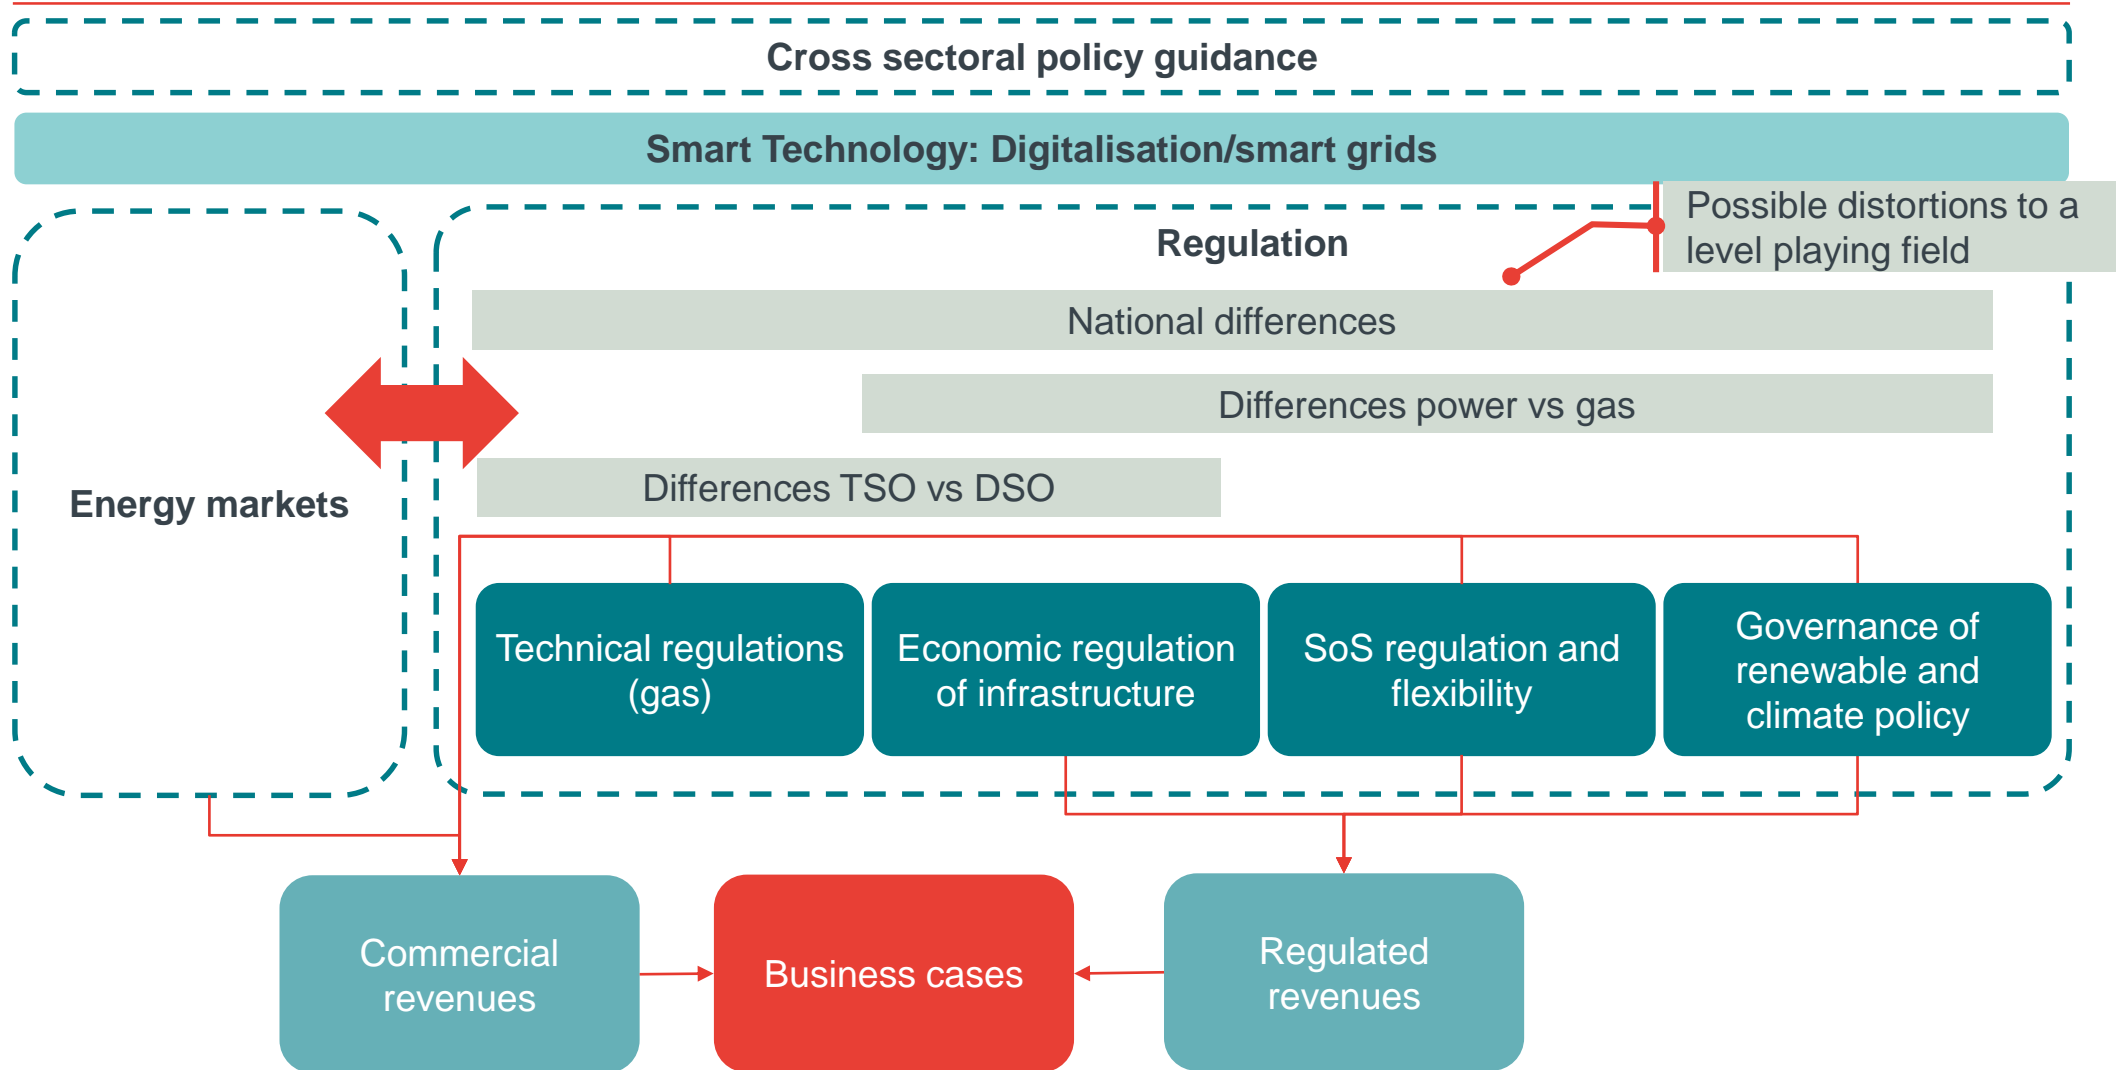 Cross sectoral policy guidance
Smart Technology: Digitalisation/smart grids
Possible distortions to a
level playing field
Regulation
National differences
Differences power vs gas
Differences TSO vs DSO
Energy markets
Technical regulations
(gas)
Economic regulation
of infrastructure
SoS regulation and
flexibility
Governance of
renewable and
climate policy
Commercial
revenues
Business cases
Regulated
revenues